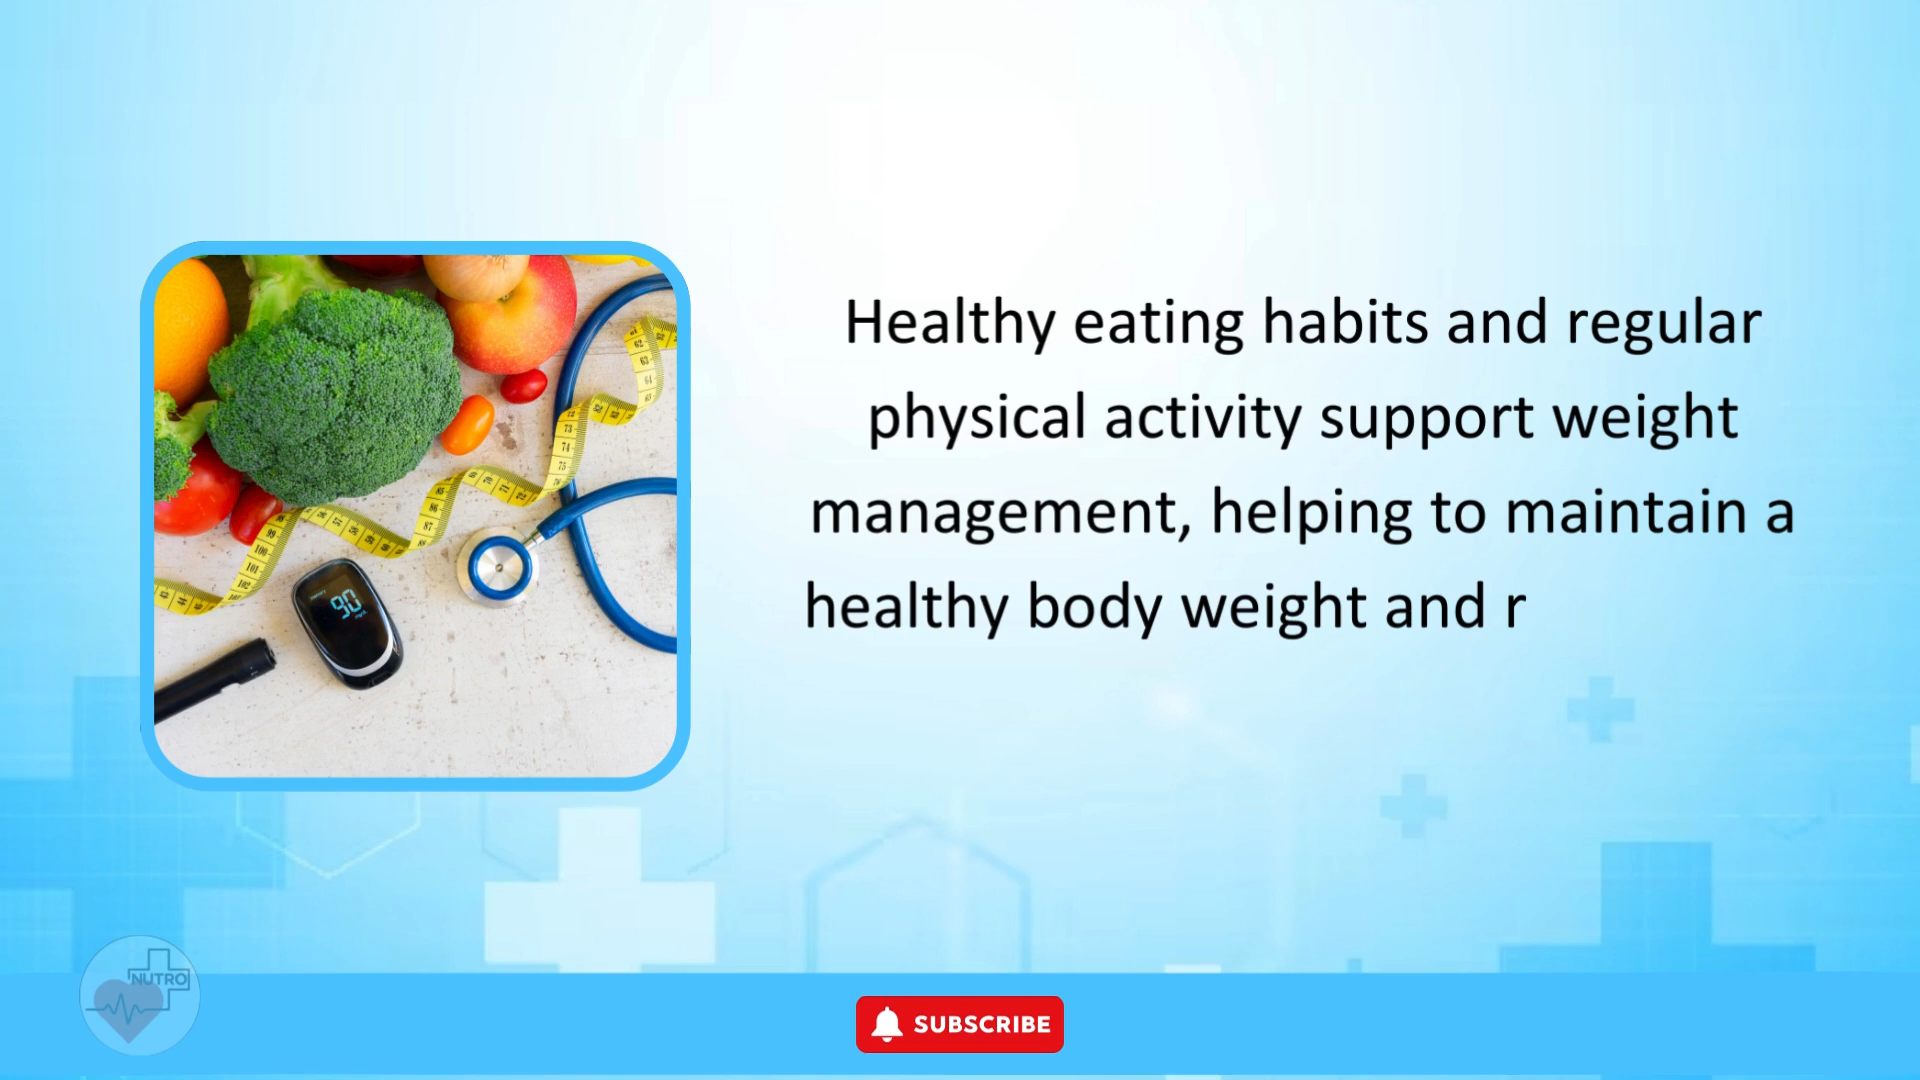 Healthy eating habits and regular
physical activity support weight
management, helping to maintain a
healthy body weight and r
90
NUTRO
SUBSCRIBE